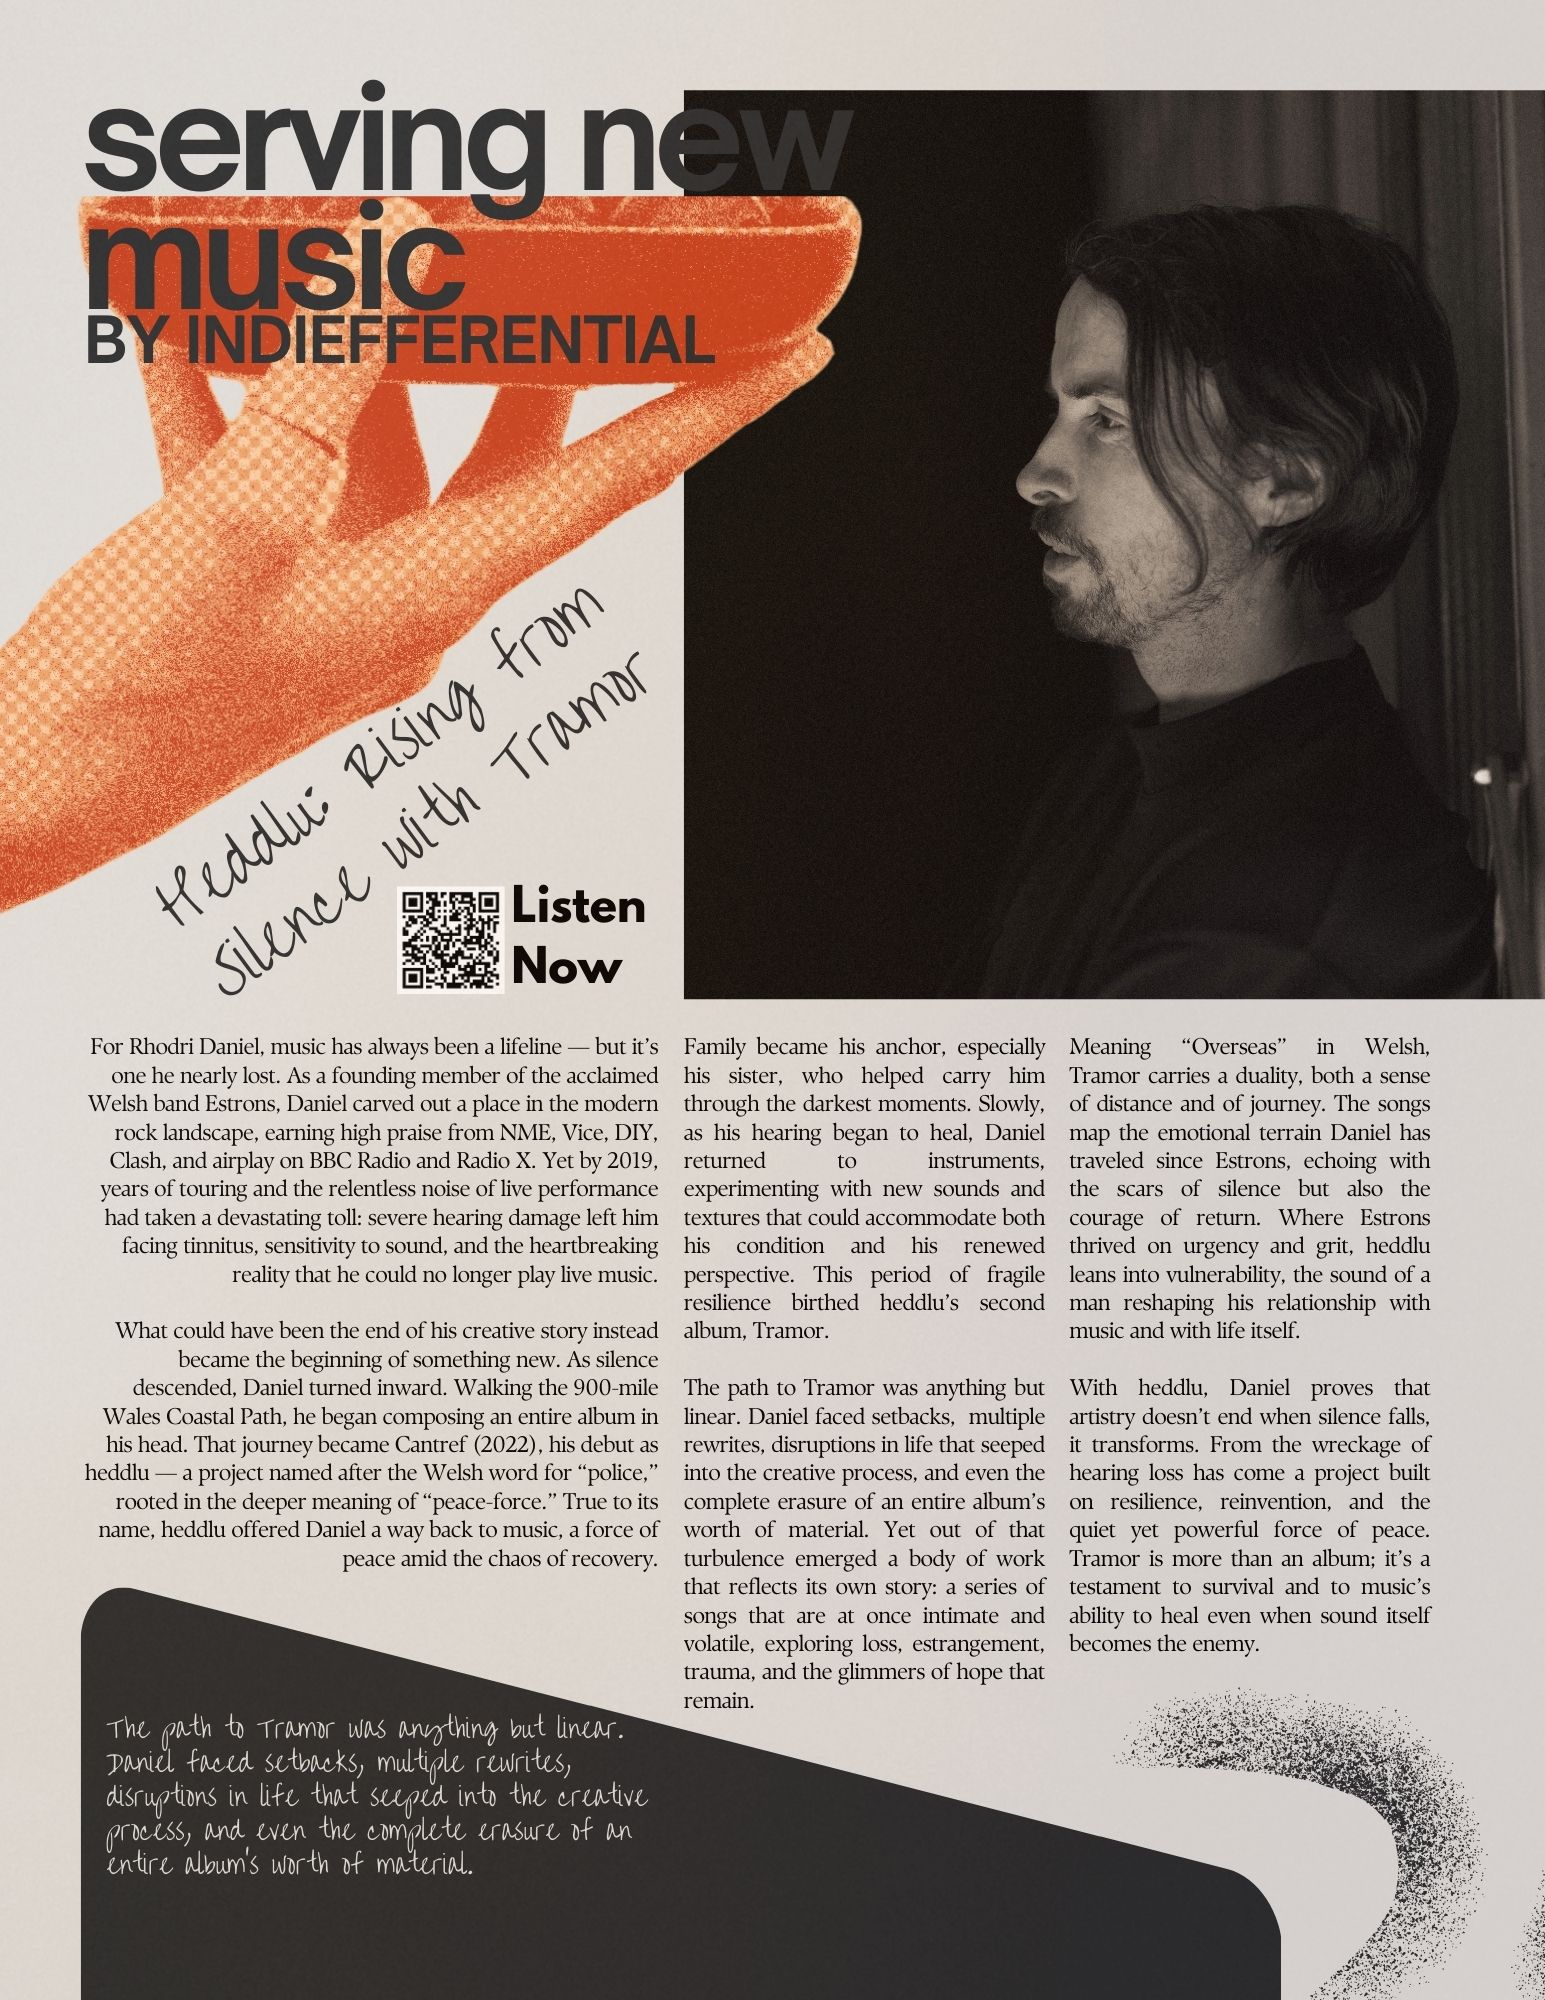 serving new
music
BY INDIEFFERENTIAL
Heddlu: Rising from
Silence with Tramor
Listen
Now
For Rhodri Daniel, music has always been a lifeline — but it’s
one he nearly lost. As a founding member of the acclaimed
Welsh band Estrons, Daniel carved out a place in the modern
rock landscape, earning high praise from NME, Vice, DIY,
Clash, and airplay on BBC Radio and Radio X. Yet by 2019,
years of touring and the relentless noise of live performance
had taken a devastating toll: severe hearing damage left him
facing tinnitus, sensitivity to sound, and the heartbreaking
reality that he could no longer play live music.
What could have been the end of his creative story instead
became the beginning of something new. As silence
descended, Daniel turned inward. Walking the 900-mile
Wales Coastal Path, he began composing an entire album in
his head. That journey became Cantref (2022), his debut as
heddlu — a project named after the Welsh word for “police,”
rooted in the deeper meaning of “peace-force.” True to its
name, heddlu offered Daniel a way back to music, a force of
peace amid the chaos of recovery.
Family became his anchor, especially
his sister, who helped carry him
through the darkest moments. Slowly,
as his hearing began to heal, Daniel
returned to instruments,
experimenting with new sounds and
textures that could accommodate both
his condition and his renewed
perspective. This period of fragile
resilience birthed heddlu’s second
album, Tramor.
The path to Tramor was anything but
linear. Daniel faced setbacks, multiple
rewrites, disruptions in life that seeped
into the creative process, and even the
complete erasure of an entire album’s
worth of material. Yet out of that
turbulence emerged a body of work
that reflects its own story: a series of
songs that are at once intimate and
volatile, exploring loss, estrangement,
trauma, and the glimmers of hope that
remain.
Meaning “Overseas” in Welsh,
Tramor carries a duality, both a sense
of distance and of journey. The songs
map the emotional terrain Daniel has
traveled since Estrons, echoing with
the scars of silence but also the
courage of return. Where Estrons
thrived on urgency and grit, heddlu
leans into vulnerability, the sound of a
man reshaping his relationship with
music and with life itself.
With heddlu, Daniel proves that
artistry doesn’t end when silence falls,
it transforms. From the wreckage of
hearing loss has come a project built
on resilience, reinvention, and the
quiet yet powerful force of peace.
Tramor is more than an album; it’s a
testament to survival and to music’s
ability to heal even when sound itself
becomes the enemy.
The path to Tramor was anything but linear.
Daniel faced setbacks, multiple rewrites,
disruptions in life that seeped into the creative
process, and even the complete erasure of an
entire album's worth of material.